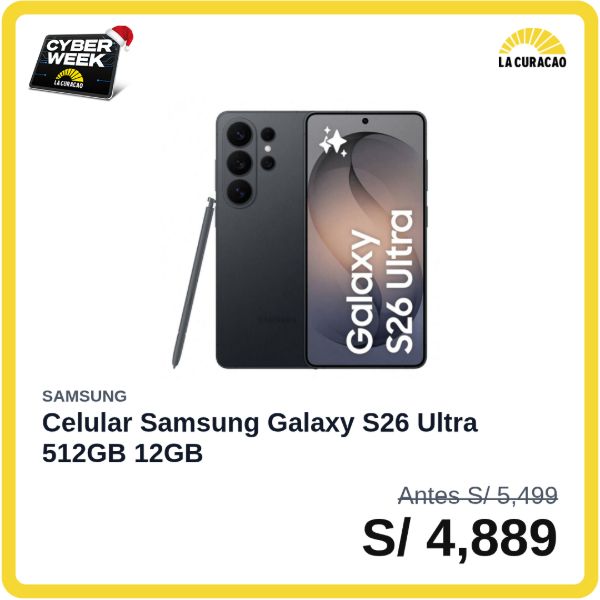 CYBER
WEEK
LA CURACAO
LA CURACAO
Galaxy
S26 Ultra
SAMSUNG
SAMSUNG
Celular Samsung Galaxy S26 Ultra
512GB 12GB
Antes S/ 5,499
S/ 4,889